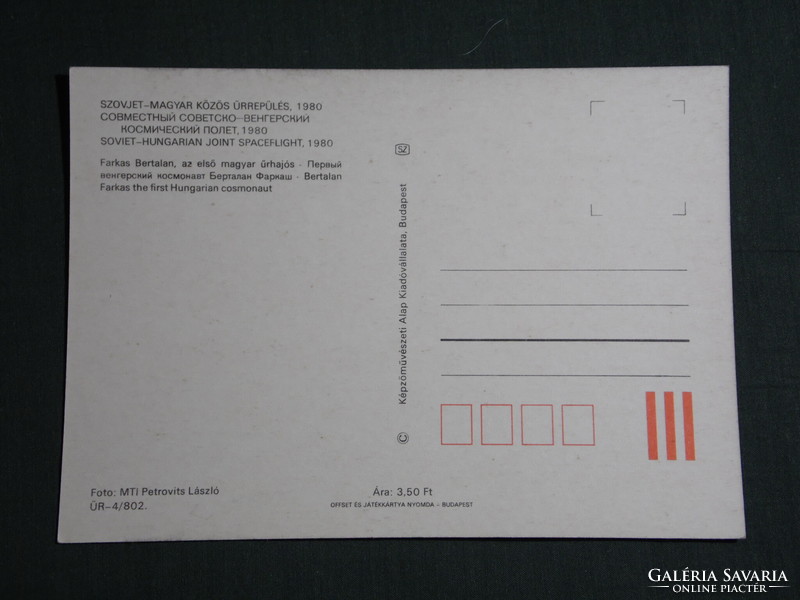 SZOVJET–MAGYAR KÖZÖS ŰRREPÜLÉS, 1980
СОВМЕСТНЫЙ СОВЕТСКО–ВЕНГЕРСКИЙ
КОСМИЧЕСКИЙ ПОЛЕТ, 1980
SOVIET–HUNGARIAN JOINT SPACEFLIGHT, 1980
Farkas Bertalan, az első magyar űrhajós · Первый
венгерский космонавт Берталан Фаркаш · Bertalan
Farkas the first Hungarian cosmonaut
SZ
© Képzőművészeti Alap Kiadóvállalata, Budapest
Foto: MTI Petrovits László
ŰR–4/802.
Ára: 3,50 Ft
OFFSET ÉS JÁTÉKKÁRTYA NYOMDA – BUDAPEST
GALÉRIA SAVARIA
ONLINE PIACTÉR